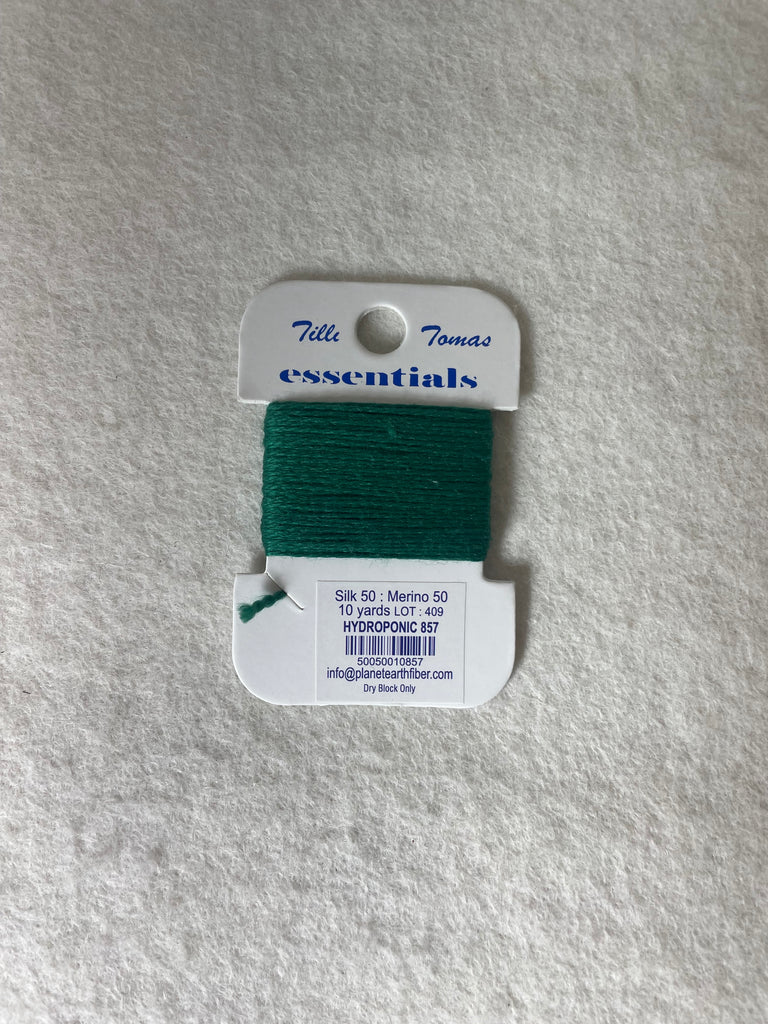 Tilli Tomas
essentials
Silk 50 : Merino 50
10 yards LOT : 409
HYDROPONIC 857
50050010857
info@planetearthfiber.com
Dry Block Only